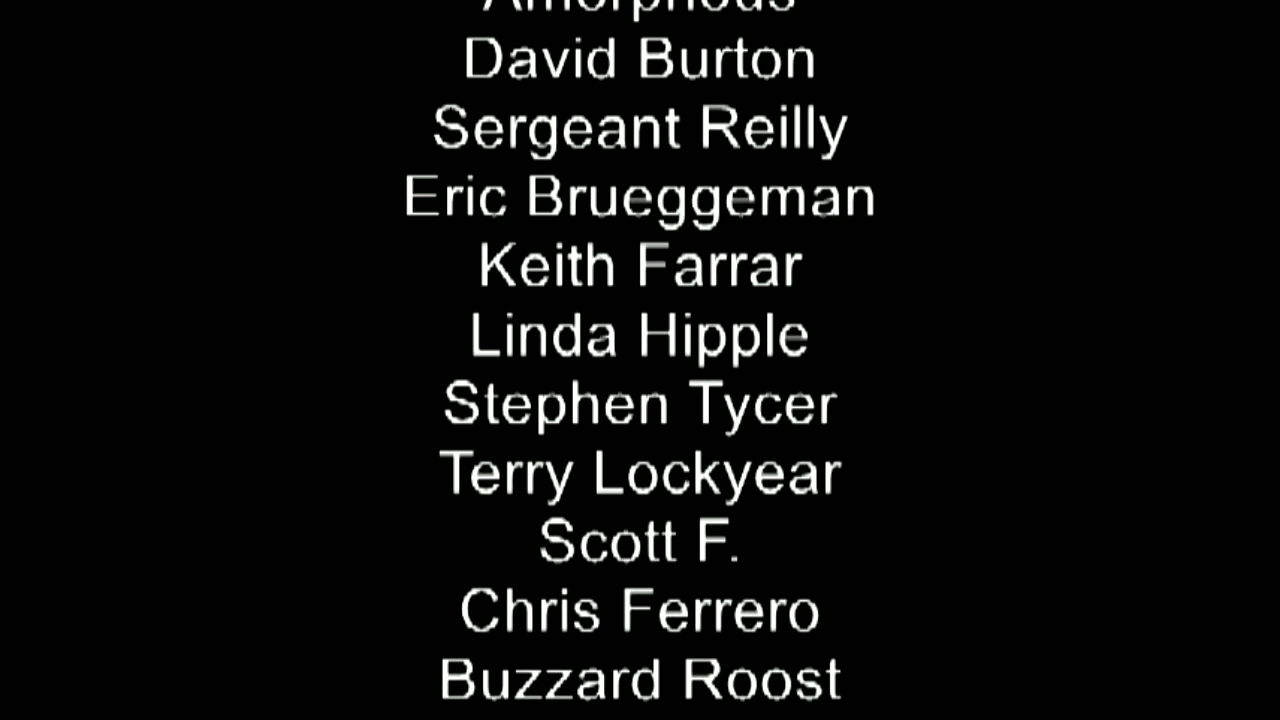 Amorphous
David Burton
Sergeant Reilly
Eric Brueggeman
Keith Farrar
Linda Hipple
Stephen Tycer
Terry Lockyear
Scott F.
Chris Ferrero
Buzzard Roost